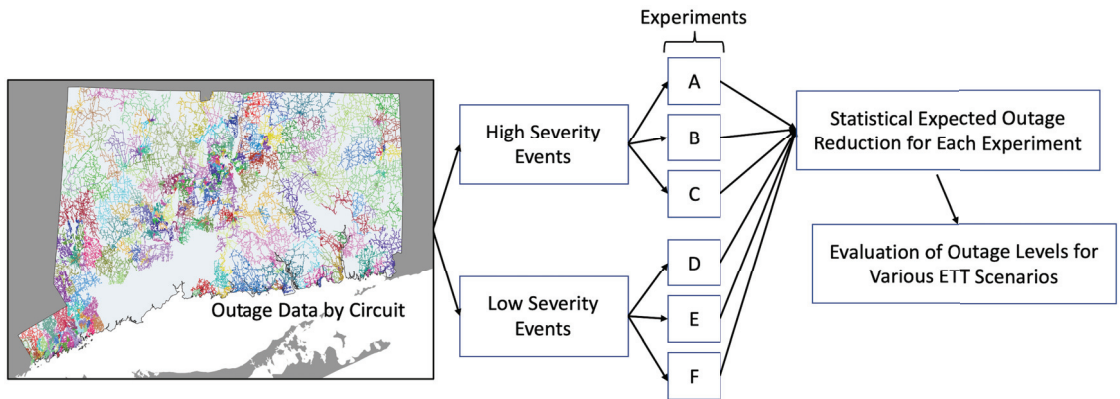 Experiments
Outage Data by Circuit
High Severity
Events
Low Severity
Events
A
B
C
D
E
F
Statistical Expected Outage
Reduction for Each Experiment
Evaluation of Outage Levels for
Various ETT Scenarios